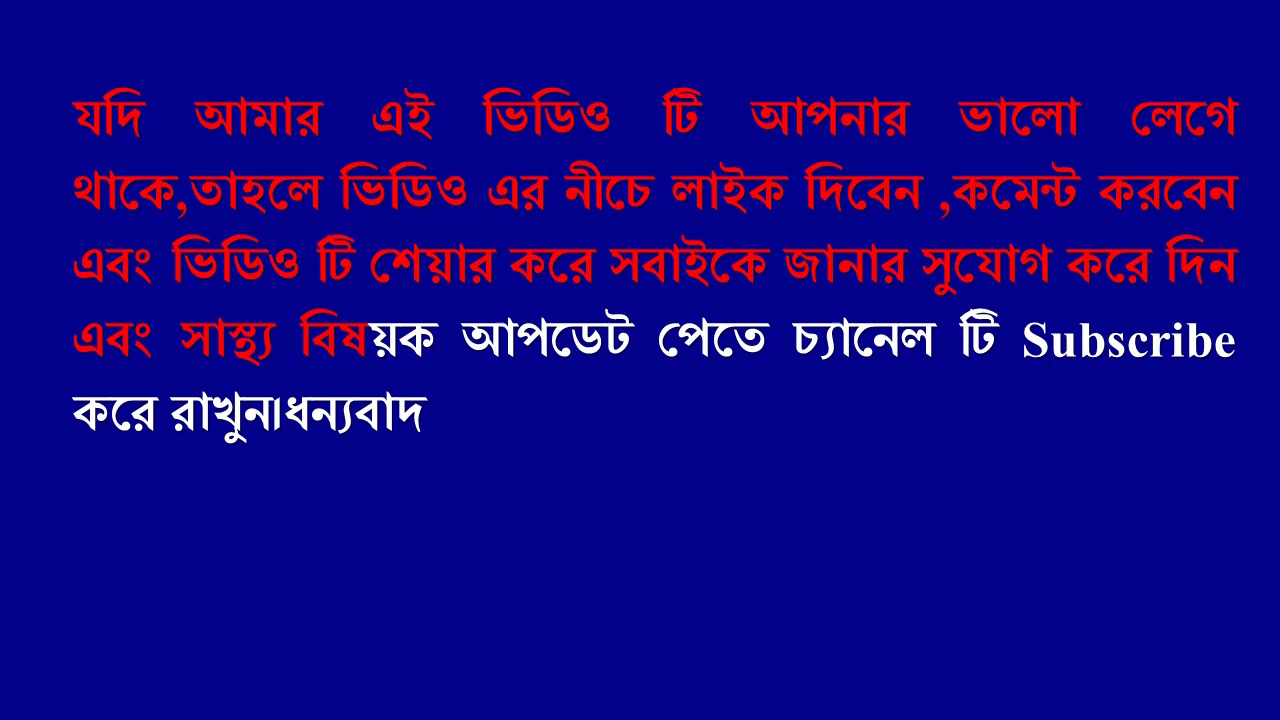 যদি আমার এই ভিডিও টি আপনার ভালো লেগে
থাকে,তাহলে ভিডিও এর নীচে লাইক দিবেন ,কমেন্ট করবেন
এবং ভিডিও টি শেয়ার করে সবাইকে জানার সুযোগ করে দিন
এবং সাস্থ্য বিষয়ক আপডেট পেতে চ্যানেল টি Subscribe
করে রাখুন।ধন্যবাদ